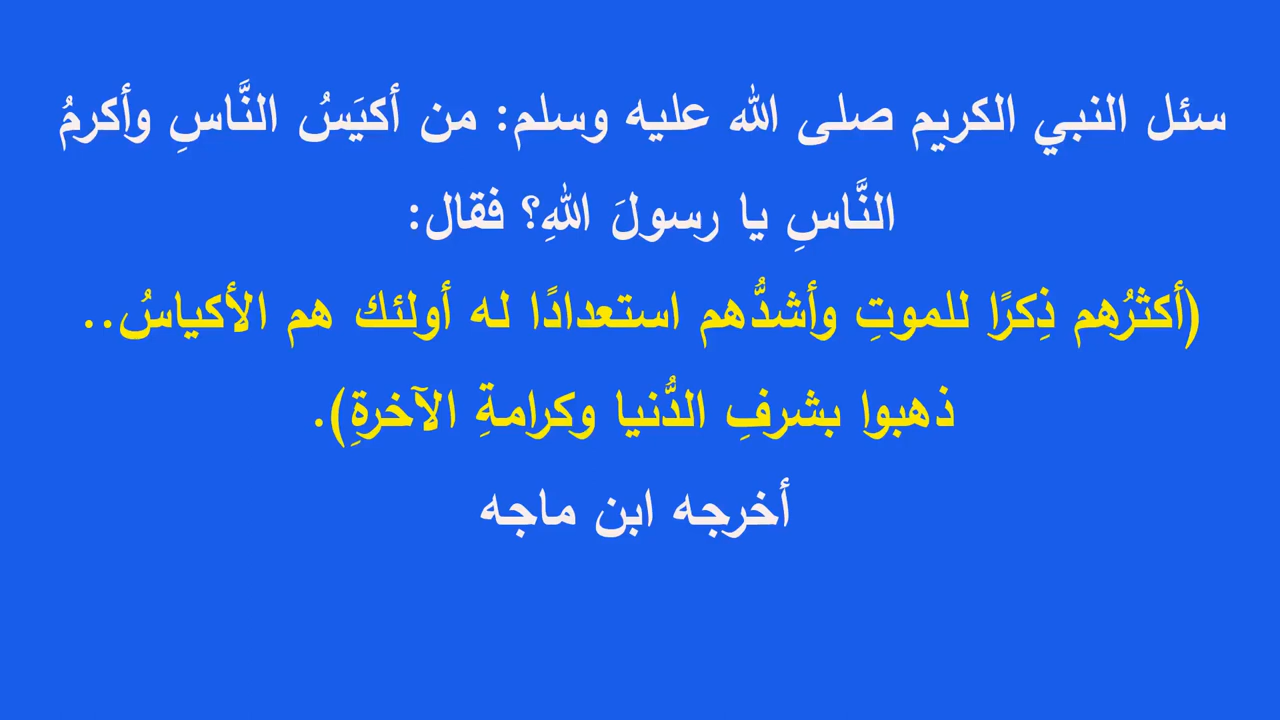 سئل النبي الكريم صلى الله عليه وسلم: من أكيَسُ النَّاسِ وأكرمُ
النَّاسِ يا رسولَ اللهِ؟ فقال:
(أكثرُهم ذِكرًا للموتِ وأشدُّهم استعدادًا له أولئك هم الأكياسُ..
ذهبوا بشرفِ الدُّنيا وكرامةِ الآخرةِ).
أخرجه ابن ماجه